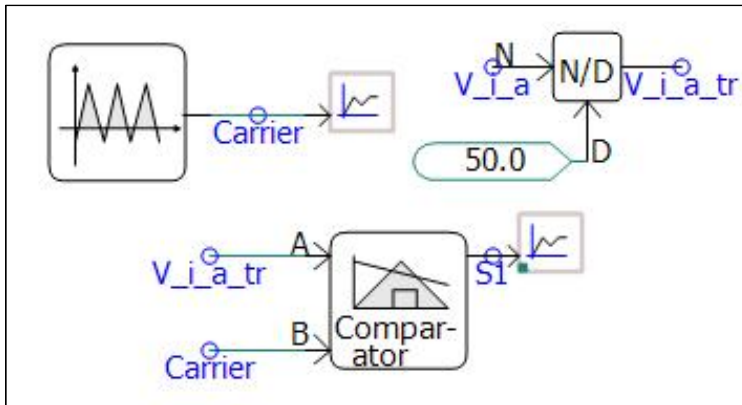 N
V_i_a
N/D
V_i_a_tr
Carrier
50.0
D
A
V_i_a_tr
S1
B
Compar-
ator
Carrier